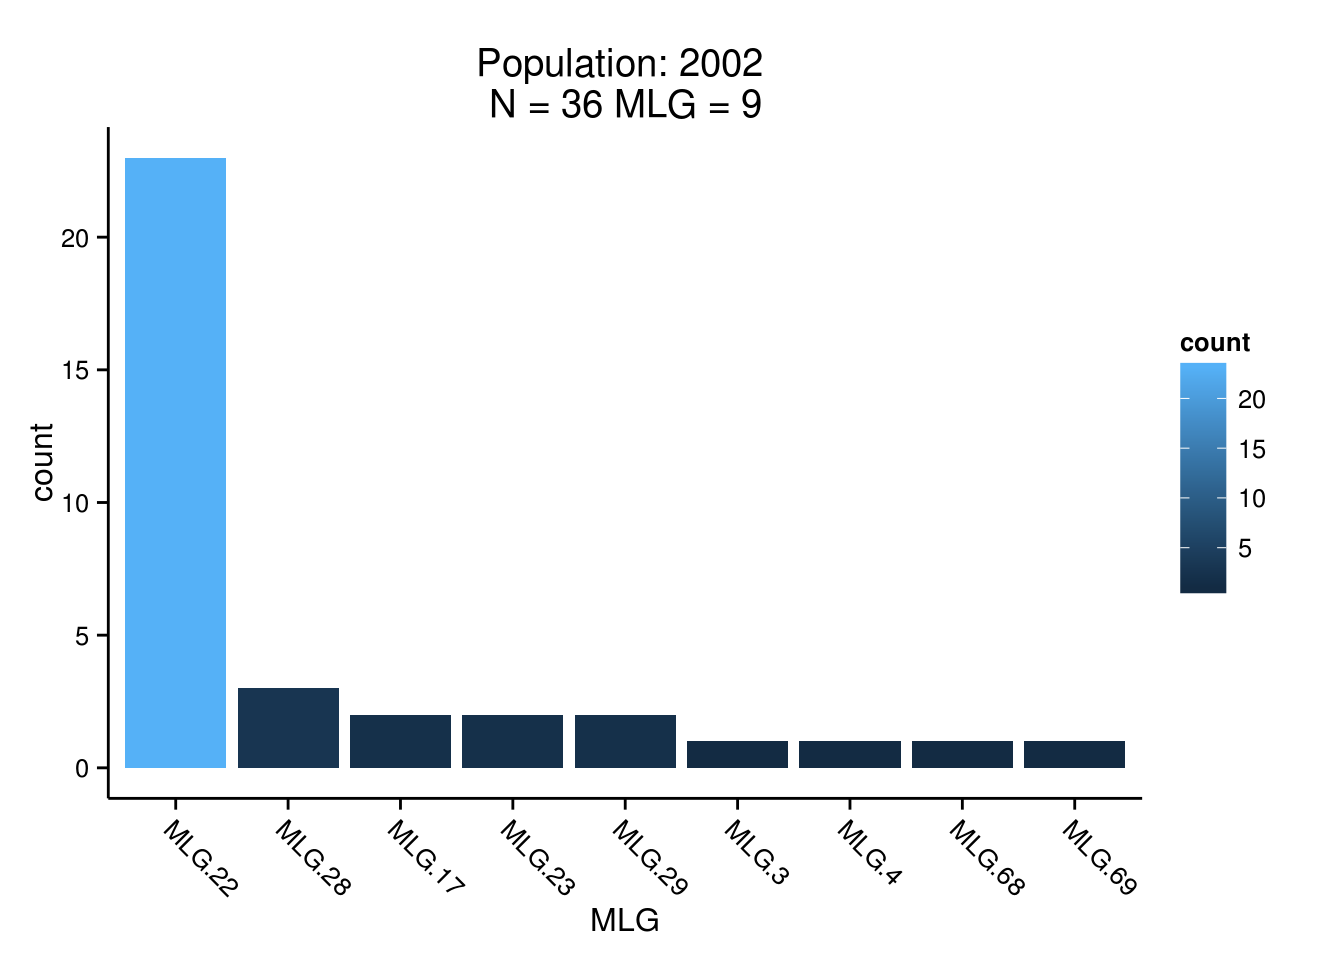 Population: 2002
N = 36 MLG = 9
count
20
15
10
5
0
MLG.22
MLG.28
MLG.17
MLG.23
MLG.29
MLG.3
MLG.4
MLG.68
MLG.69
MLG
count
20
15
10
5